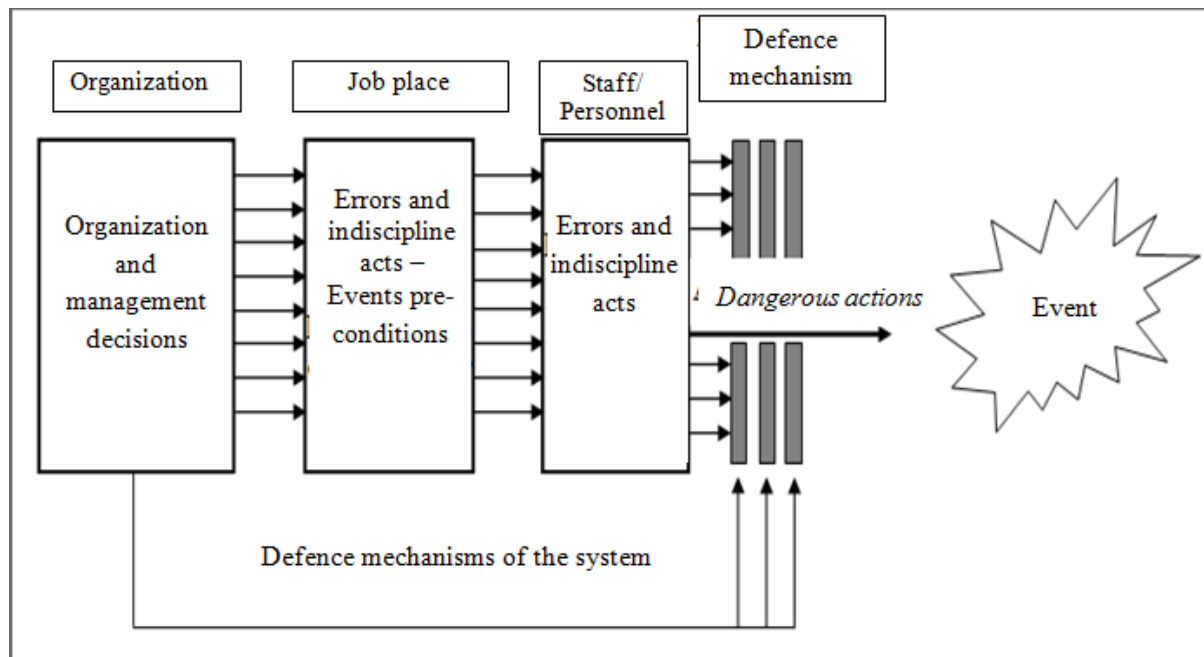 Organization
Job place
Staff/
Personnel
Defence
mechanism
Organization
and
management
decisions
Errors and
indiscipline
acts –
Events pre-
conditions
Errors and
indiscipline
acts
Dangerous actions
Event
Defence mechanisms of the system